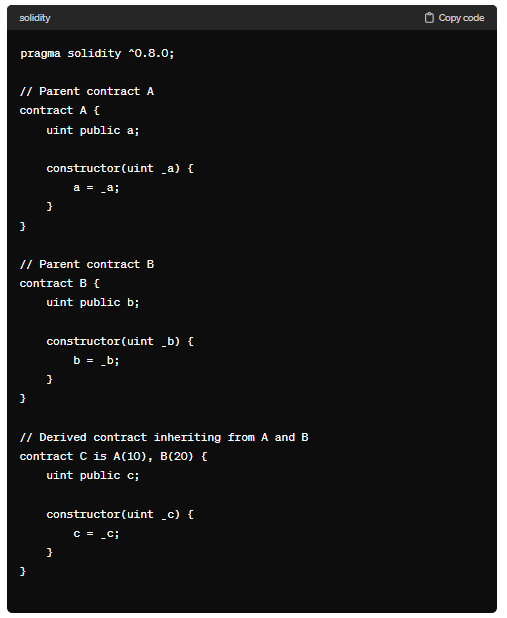 solidity
Copy code
pragma solidity ^0.8.0;
// Parent contract A
contract A {
uint public a;
constructor(uint _a) {
a = _a;
}
}
// Parent contract B
contract B {
uint public b;
constructor(uint _b) {
b = _b;
}
}
// Derived contract inheriting from A and B
contract C is A(10), B(20) {
uint public c;
constructor(uint _c) {
c = _c;
}
}